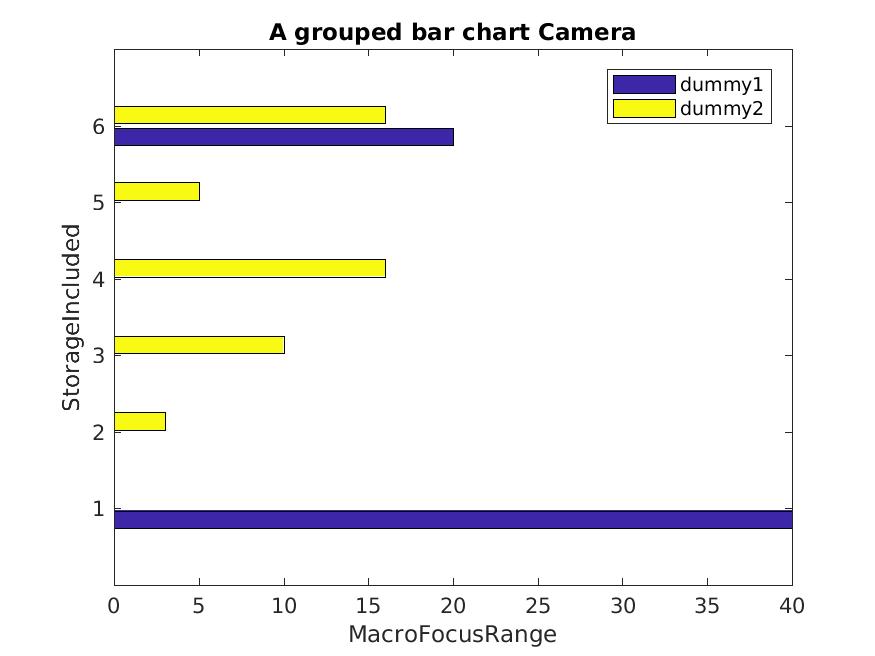 A grouped bar chart Camera
dummy1
dummy2
6
5
4
3
2
1
StorageIncluded
0 5 10 15 20 25 30 35 40
MacroFocusRange